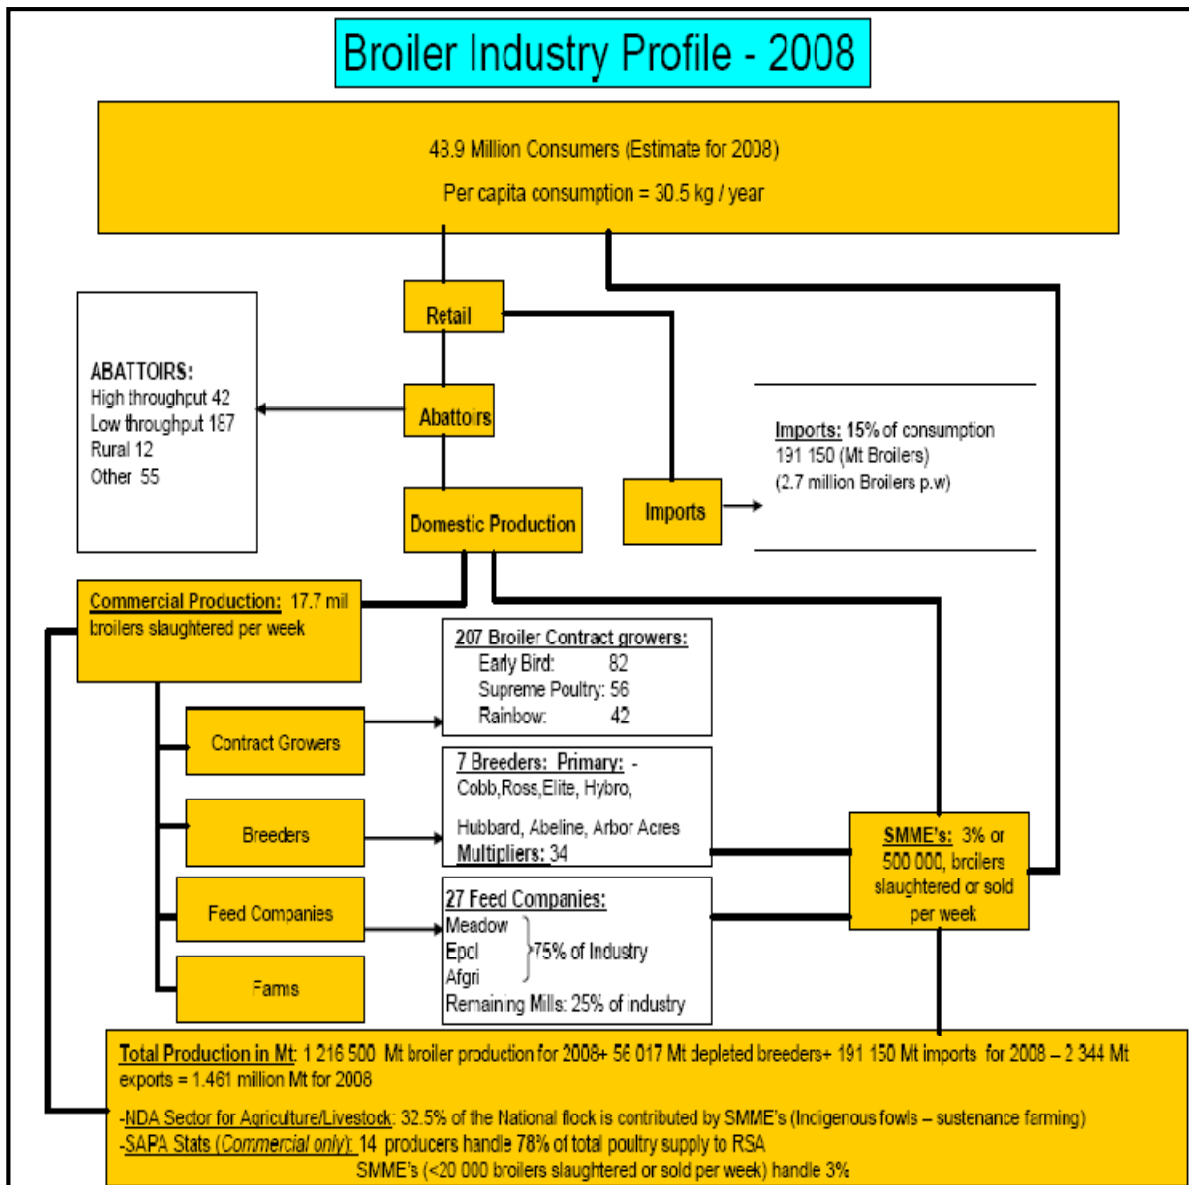 Broiler Industry Profile - 2008
48.9 Million Consumers (Estimate for 2008)
Per capita consumption = 30.5 kg / year
Retail
ABATTOIRS:
High throughput 42
Low throughput 187
Rural 12
Other 55
Abattoirs
Imports: 15% of consumption
191 150 (Mt Broilers)
(2.7 million Broilers p.w)
Domestic Production
Imports
Commercial Production: 17.7 mil
broilers slaughtered per week
207 Broiler Contract growers:
Early Bird: 82
Supreme Poultry: 56
Rainbow: 42
Contract Growers
7 Breeders: Primary: -
Cobb,Ross,Elite, Hybro,
Hubbard, Abeline, Arbor Acres
Multipliers: 34
Breeders
SMME's: 3% or
500 000, broilers
slaughtered or sold
per week
27 Feed Companies:
Meadow
Epol
Afgri
75% of Industry
Remaining Mills: 25% of industry
Feed Companies
Farms
Total Production in Mt: 1 216 500 Mt broiler production for 2008+ 56 017 Mt depleted breeders+ 191 150 Mt imports for 2008 – 2 344 Mt
exports = 1.461 million Mt for 2008
-NDA Sector for Agriculture/Livestock: 32.5% of the National flock is contributed by SMME's (Indigenous fowls – sustenance farming)
-SAPA Stats (Commercial only): 14 producers handle 78% of total poultry supply to RSA
SMME's (<20 000 broilers slaughtered or sold per week) handle 3%